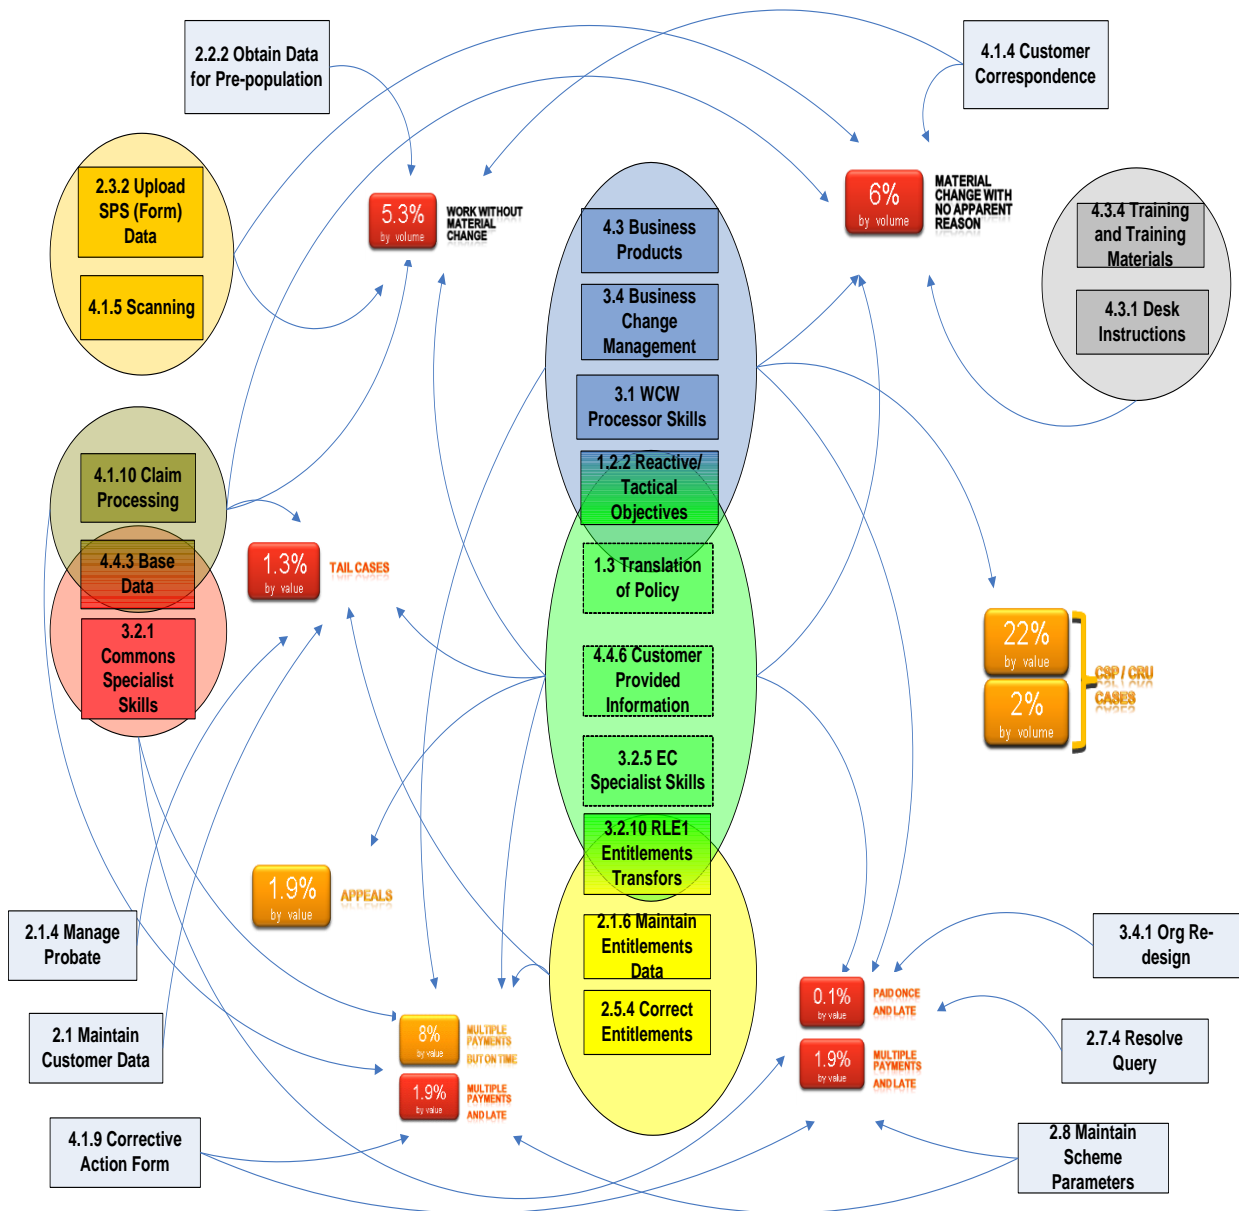 2.2.2 Obtain Data
for Pre-population
4.1.4 Customer
Correspondence
2.3.2 Upload
SPS (Form)
Data
4.1.5 Scanning
5.3%
by volume
WORK WITHOUT
MATERIAL
CHANGE
4.3 Business
Products
3.4 Business
Change
Management
3.1 WCW
Processor Skills
1.2.2 Reactive/
Tactical
Objectives
6%
by volume
MATERIAL
CHANGE WITH
NO APPARENT
REASON
4.3.4 Training
and Training
Materials
4.3.1 Desk
Instructions
4.1.10 Claim
Processing
4.4.3 Base
Data
3.2.1
Commons
Specialist
Skills
1.3%
by value
TAIL CASES
1.3 Translation
of Policy
4.4.6 Customer
Provided
Information
3.2.5 EC
Specialist Skills
3.2.10 RLE1
Entitlements
Transfors
22%
by value
2%
by volume
CSP / CRU
CASES
1.9%
by value
APPEALS
2.1.6 Maintain
Entitlements
Data
2.5.4 Correct
Entitlements
2.1.4 Manage
Probate
2.1 Maintain
Customer Data
4.1.9 Corrective
Action Form
8%
by value
MULTIPLE
PAYMENTS
BUT ON TIME
1.9%
by value
MULTIPLE
PAYMENTS
AND LATE
0.1%
by value
PAID ONCE
AND LATE
1.9%
by value
MULTIPLE
PAYMENTS
AND LATE
3.4.1 Org Re-
design
2.7.4 Resolve
Query
2.8 Maintain
Scheme
Parameters